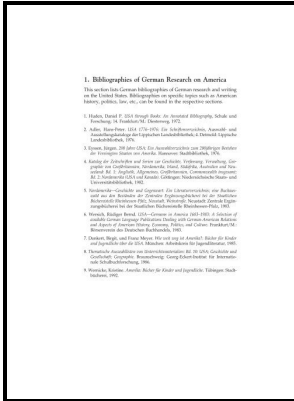 1. Bibliographies of German Research on America
This section lists German bibliographies of German research and writing
on the United States. Bibliographies on specific topics such as American
history, politics, law, etc., can be found in the respective sections.
1. Haskin, Daniel P. USA through Books: An Annotated Bibliography. Schule und
Forschung, 14. Frankfurt/M.: Diesterweg, 1972.
2. Adler, Hans-Peter. USA 1776-1976: Ein Schriftenverzeichnis, Auswahl- und
Ausstellungskatalog der Lippischen Landesbibliothek, 6. Detmold: Lippische
Landesbibliothek, 1976.
3. Eyssen, Jürgen. 200 Jahre USA: Ein Auswahlverzeichnis zum 200jährigen Bestehen
der Vereinigten Staaten von Amerika. Hannover: Stadtbibliothek, 1976.
4. Katalog der Zeitschriften und Serien zur Geschichte, Verfassung, Verwaltung, Geo-
graphie von Großbritannien, Nordamerika, Irland, Südafrika, Australien und Neu-
seeland. Bd. 1: Anglistik, Allgemeines, Großbritannien, Commonwealth insgesamt;
Bd. 2: Nordamerika (USA und Kanada). Göttingen: Niedersächsische Staats- und
Universitätsbibliothek, 1982.
5. Nordamerika—Geschichte und Gegenwart: Ein Literaturverzeichnis; eine Buchaus-
wahl aus den Beständen der Zentralen Ergänzungsbücherei bei der Staatlichen
Büchereistelle Rheinhessen-Pfalz, Neustadt, Weinstraße. Neustadt: Zentrale Ergän-
zungsbücherei bei der Staatlichen Büchereistelle Rheinhessen-Pfalz, 1983.
6. Wersich, Rüdiger Bernd. USA—Germany in America 1683-1983: A Selection of
available German Language Publications Dealing with German-American Relations
and Aspects of American History, Economy, Politics, and Culture. Frankfurt/M.:
Börsenverein des Deutschen Buchhandels, 1983.
7. Dankert, Birgit, and Franz Meyer. Wie weit weg ist Amerika?: Bücher für Kinder
und Jugendliche über die USA. München: Arbeitskreis für Jugendliteratur, 1985.
8. Thematische Auswahllisten von Unterrichtsmaterialien: Bd. 10: USA: Geschichte und
Gesellschaft; Geographie. Braunschweig: Georg-Eckert-Institut für Internatio-
nale Schulbuchforschung, 1986.
9. Wernicke, Kristine. Amerika: Bücher für Kinder und Jugendliche. Tübingen: Stadt-
bücherei, 1992.